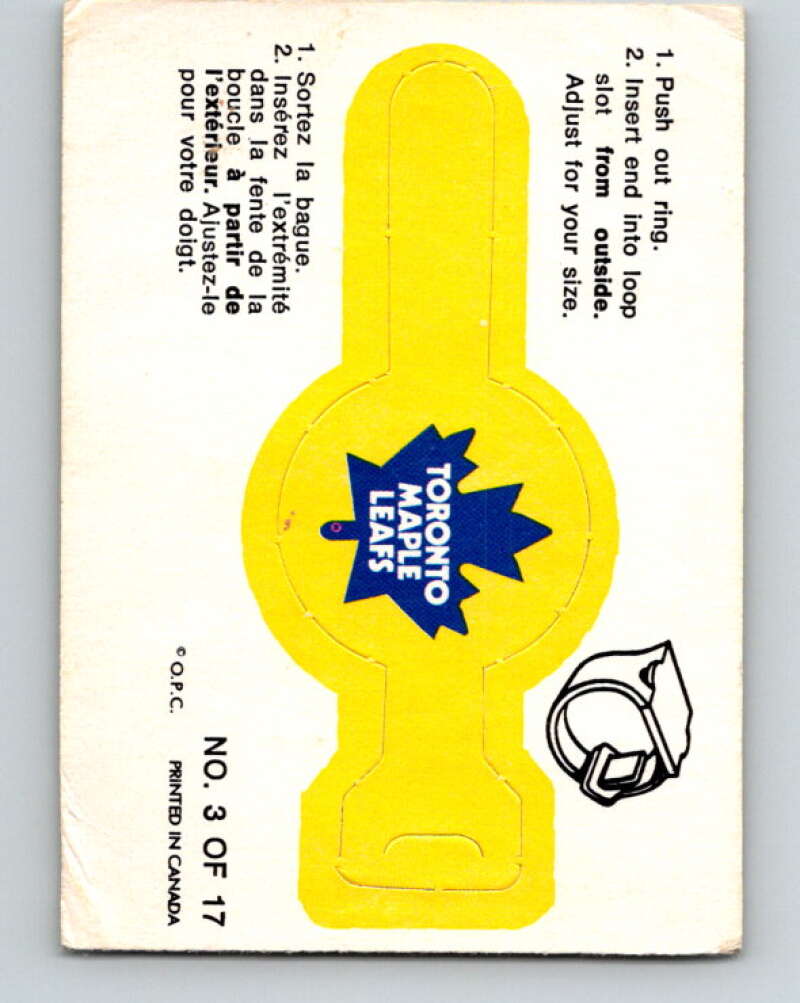 1. Push out ring.
2. Insert end into loop
slot from outside.
Adjust for your size.
TORONTO
MAPLE
LEAFS
1. Sortez la bague.
2. Insérez l'extrémité
dans la fente de la
boucle à partir de
l'extérieur. Ajustez-le
pour votre doigt.
NO. 3 OF 17
© O.P.C. PRINTED IN CANADA